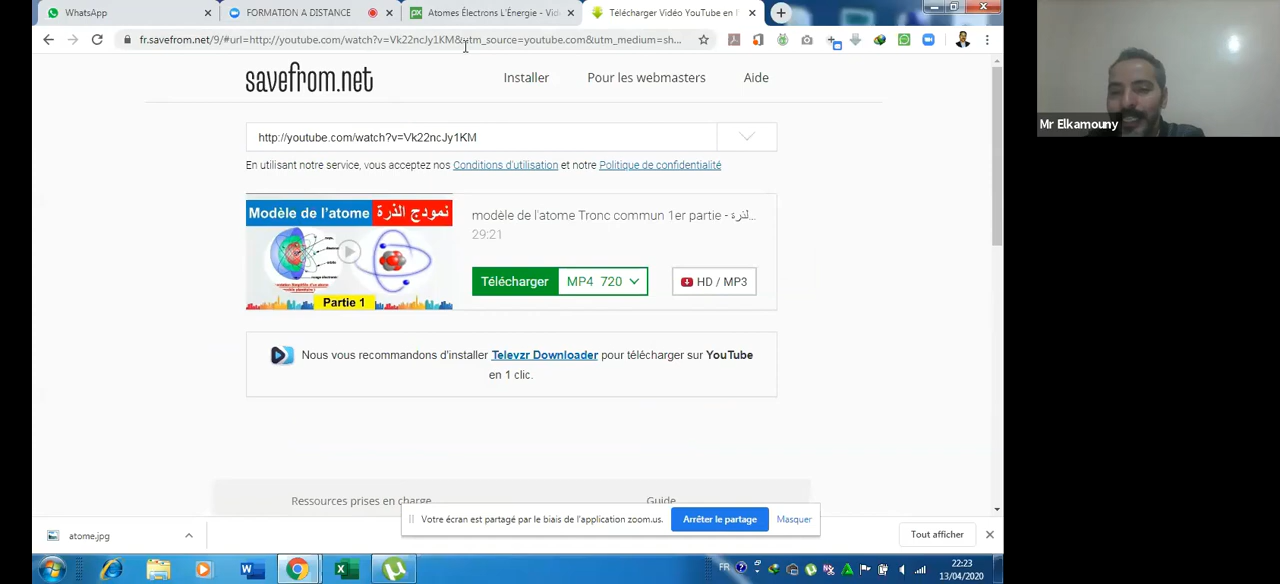 WhatsApp
FORMATION A DISTANCE
Atomes Électrons L'Énergie - Vid
Télécharger Vidéo YouTube en l
fr.savefrom.net/9/#url=http://youtube.com/watch?v=Vk22ncJy1KM&utm_source=youtube.com&utm_medium=sh...
savefrom.net
Installer
Pour les webmasters
Aide
http://youtube.com/watch?v=Vk22ncJy1KM
En utilisant notre service, vous acceptez nos Conditions d'utilisation et notre Politique de confidentialité
Modèle de l'atome نموذج الذرة
Partie 1
modèle de l'atome Tronc commun 1er partie - لذرة...
29:21
Télécharger MP4 720
HD / MP3
Nous vous recommandons d'installer Televzr Downloader pour télécharger sur YouTube
en 1 clic.
Ressources prises en charge
Guide
Votre écran est partagé par le biais de l'application zoom.us.
Arrêter le partage
Masquer
atome.jpg
Tout afficher
FR
22:23
13/04/2020
Mr Elkamouny